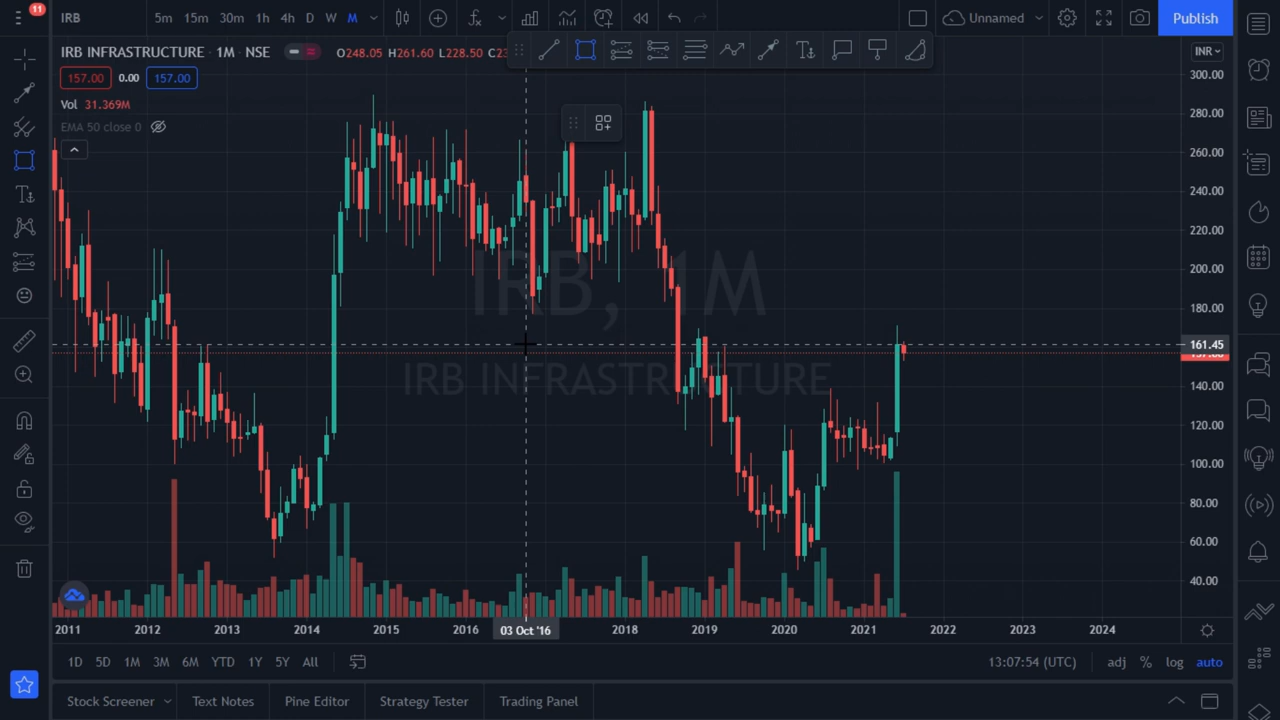 11
IRB 5m 15m 30m 1h 4h D W M Unnamed Publish
IRB INFRASTRUCTURE · 1M · NSE O248.05 H261.60 L228.50 C2
INR
157.00 0.00 157.00
Vol 31.369M
EMA 50 close 0
IRB, 1M
IRB INFRASTRUCTURE
300.00
280.00
260.00
240.00
220.00
200.00
180.00
161.45
140.00
120.00
100.00
80.00
60.00
40.00
2011 2012 2013 2014 2015 2016 03 Oct '16 2018 2019 2020 2021 2022 2023 2024
1D 5D 1M 3M 6M YTD 1Y 5Y All 13:07:54 (UTC) adj % log auto
Stock Screener Text Notes Pine Editor Strategy Tester Trading Panel